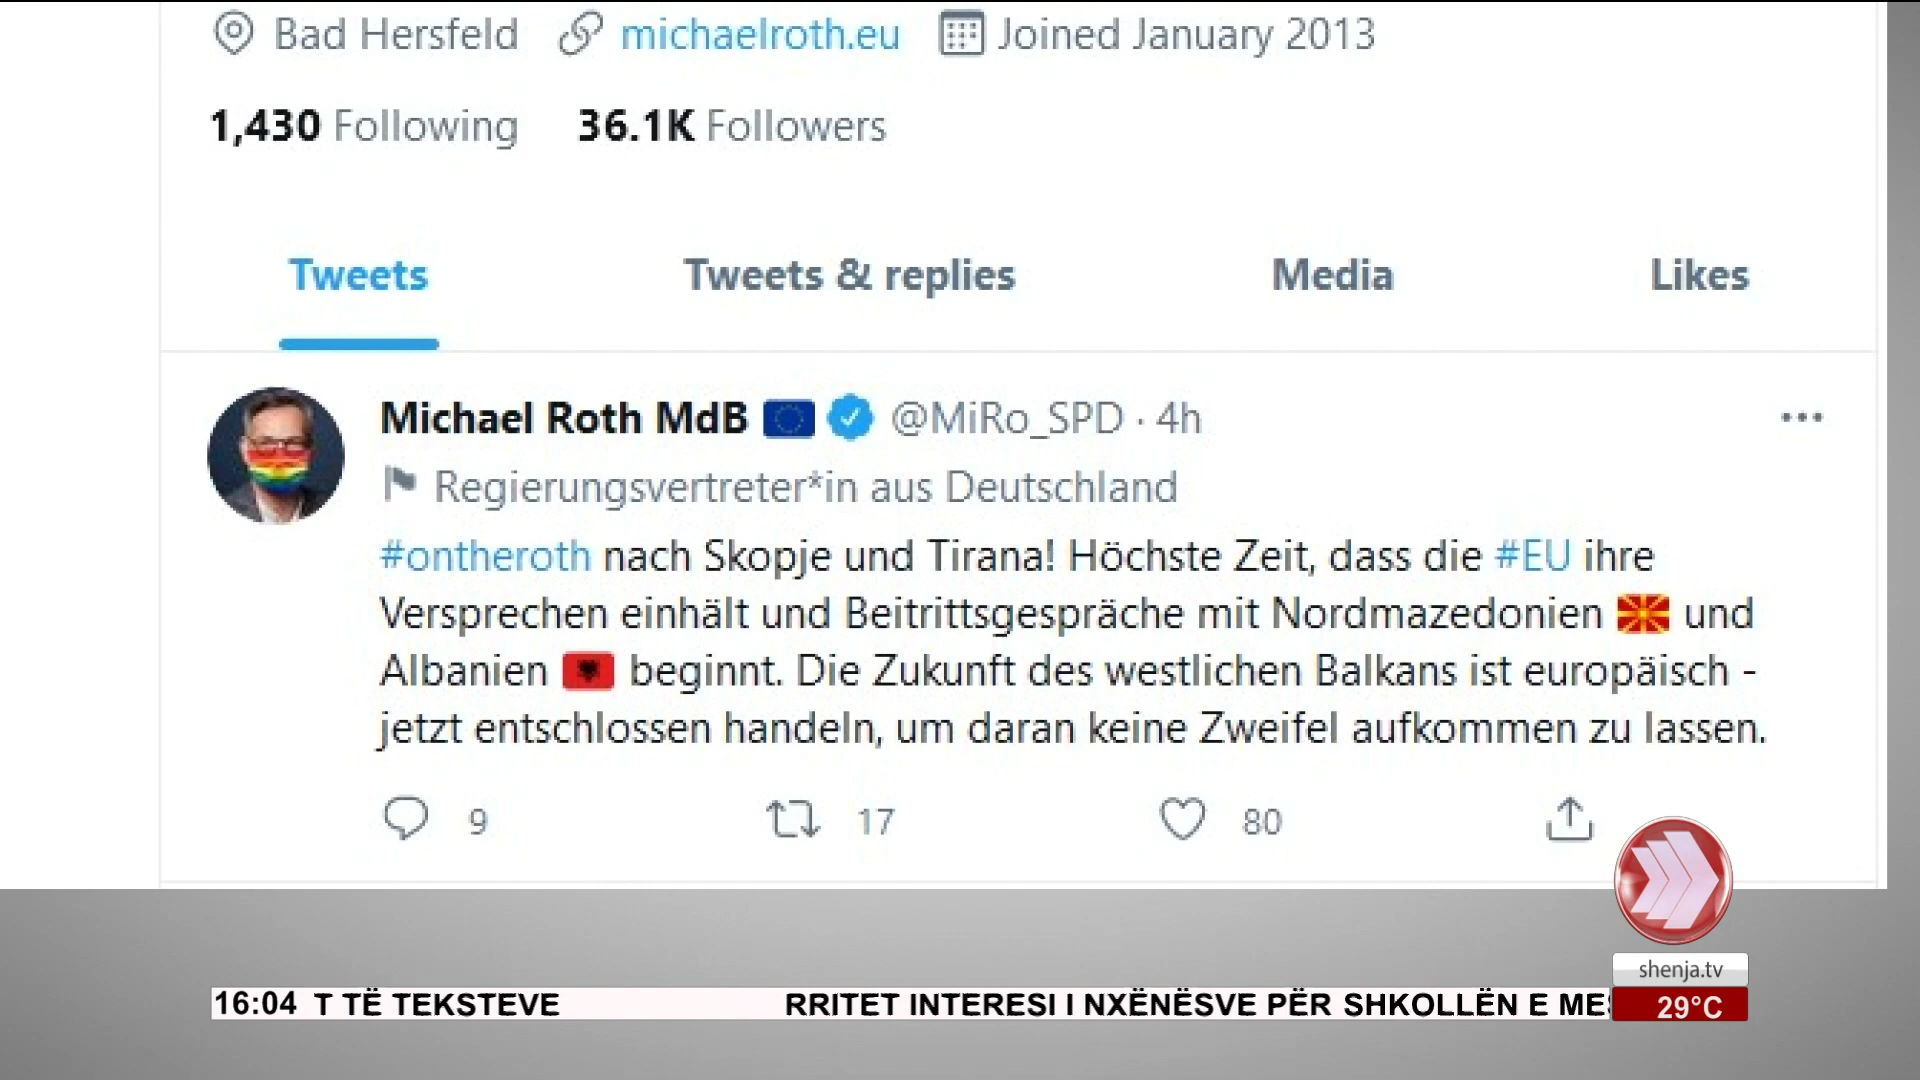 Bad Hersfeld michaelroth.eu Joined January 2013
1,430 Following 36.1K Followers
Tweets Tweets & replies Media Likes
Michael Roth MdB @MiRo_SPD · 4h
Regierungsvertreter*in aus Deutschland
#ontheroth nach Skopje und Tirana! Höchste Zeit, dass die #EU ihre
Versprechen einhält und Beitrittsgespräche mit Nordmazedonien und
Albanien beginnt. Die Zukunft des westlichen Balkans ist europäisch -
jetzt entschlossen handeln, um daran keine Zweifel aufkommen zu lassen.
9 17 80
shenja.tv
16:04 T TË TEKSTEVE RRITET INTERESI I NXËNËSVE PËR SHKOLLËN E ME
29°C